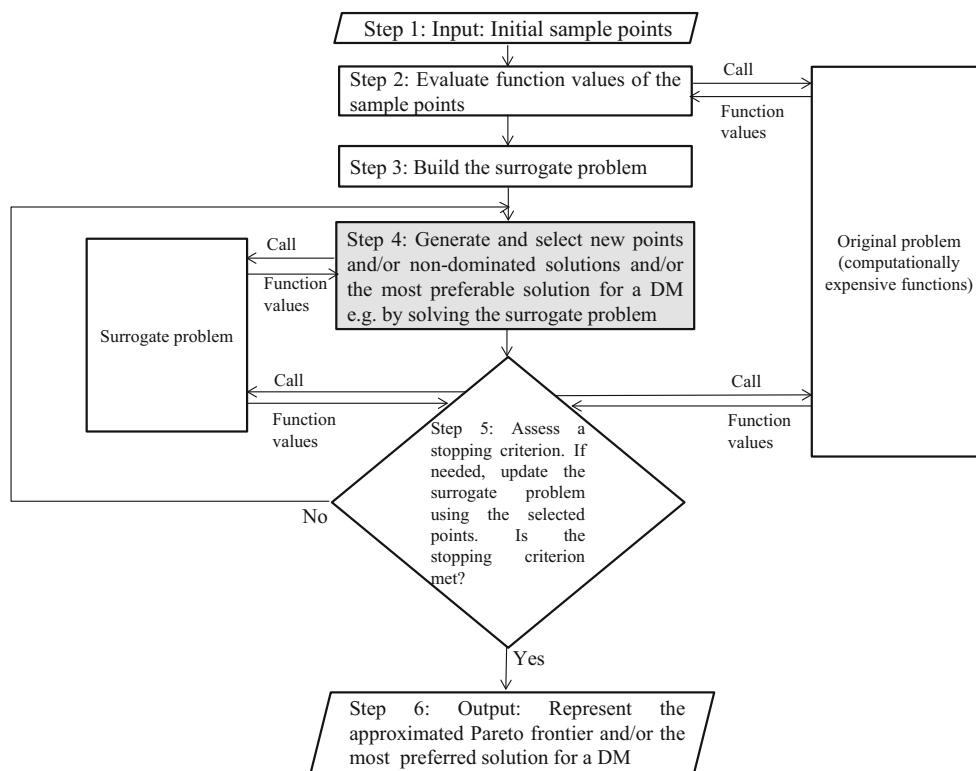 Step 1: Input: Initial sample points
Step 2: Evaluate function values of the
sample points
Call
Function
values
Step 3: Build the surrogate problem
Step 4: Generate and select new points
and/or non-dominated solutions and/or
the most preferable solution for a DM
e.g. by solving the surrogate problem
Call
Function
values
Surrogate problem
Original problem
(computationally
expensive functions)
Call
Function
values
Call
Function
values
Step 5: Assess a
stopping criterion. If
needed, update the
surrogate problem
using the selected
points. Is the
stopping criterion
met?
No
Yes
Step 6: Output: Represent the
approximated Pareto frontier and/or the
most preferred solution for a DM